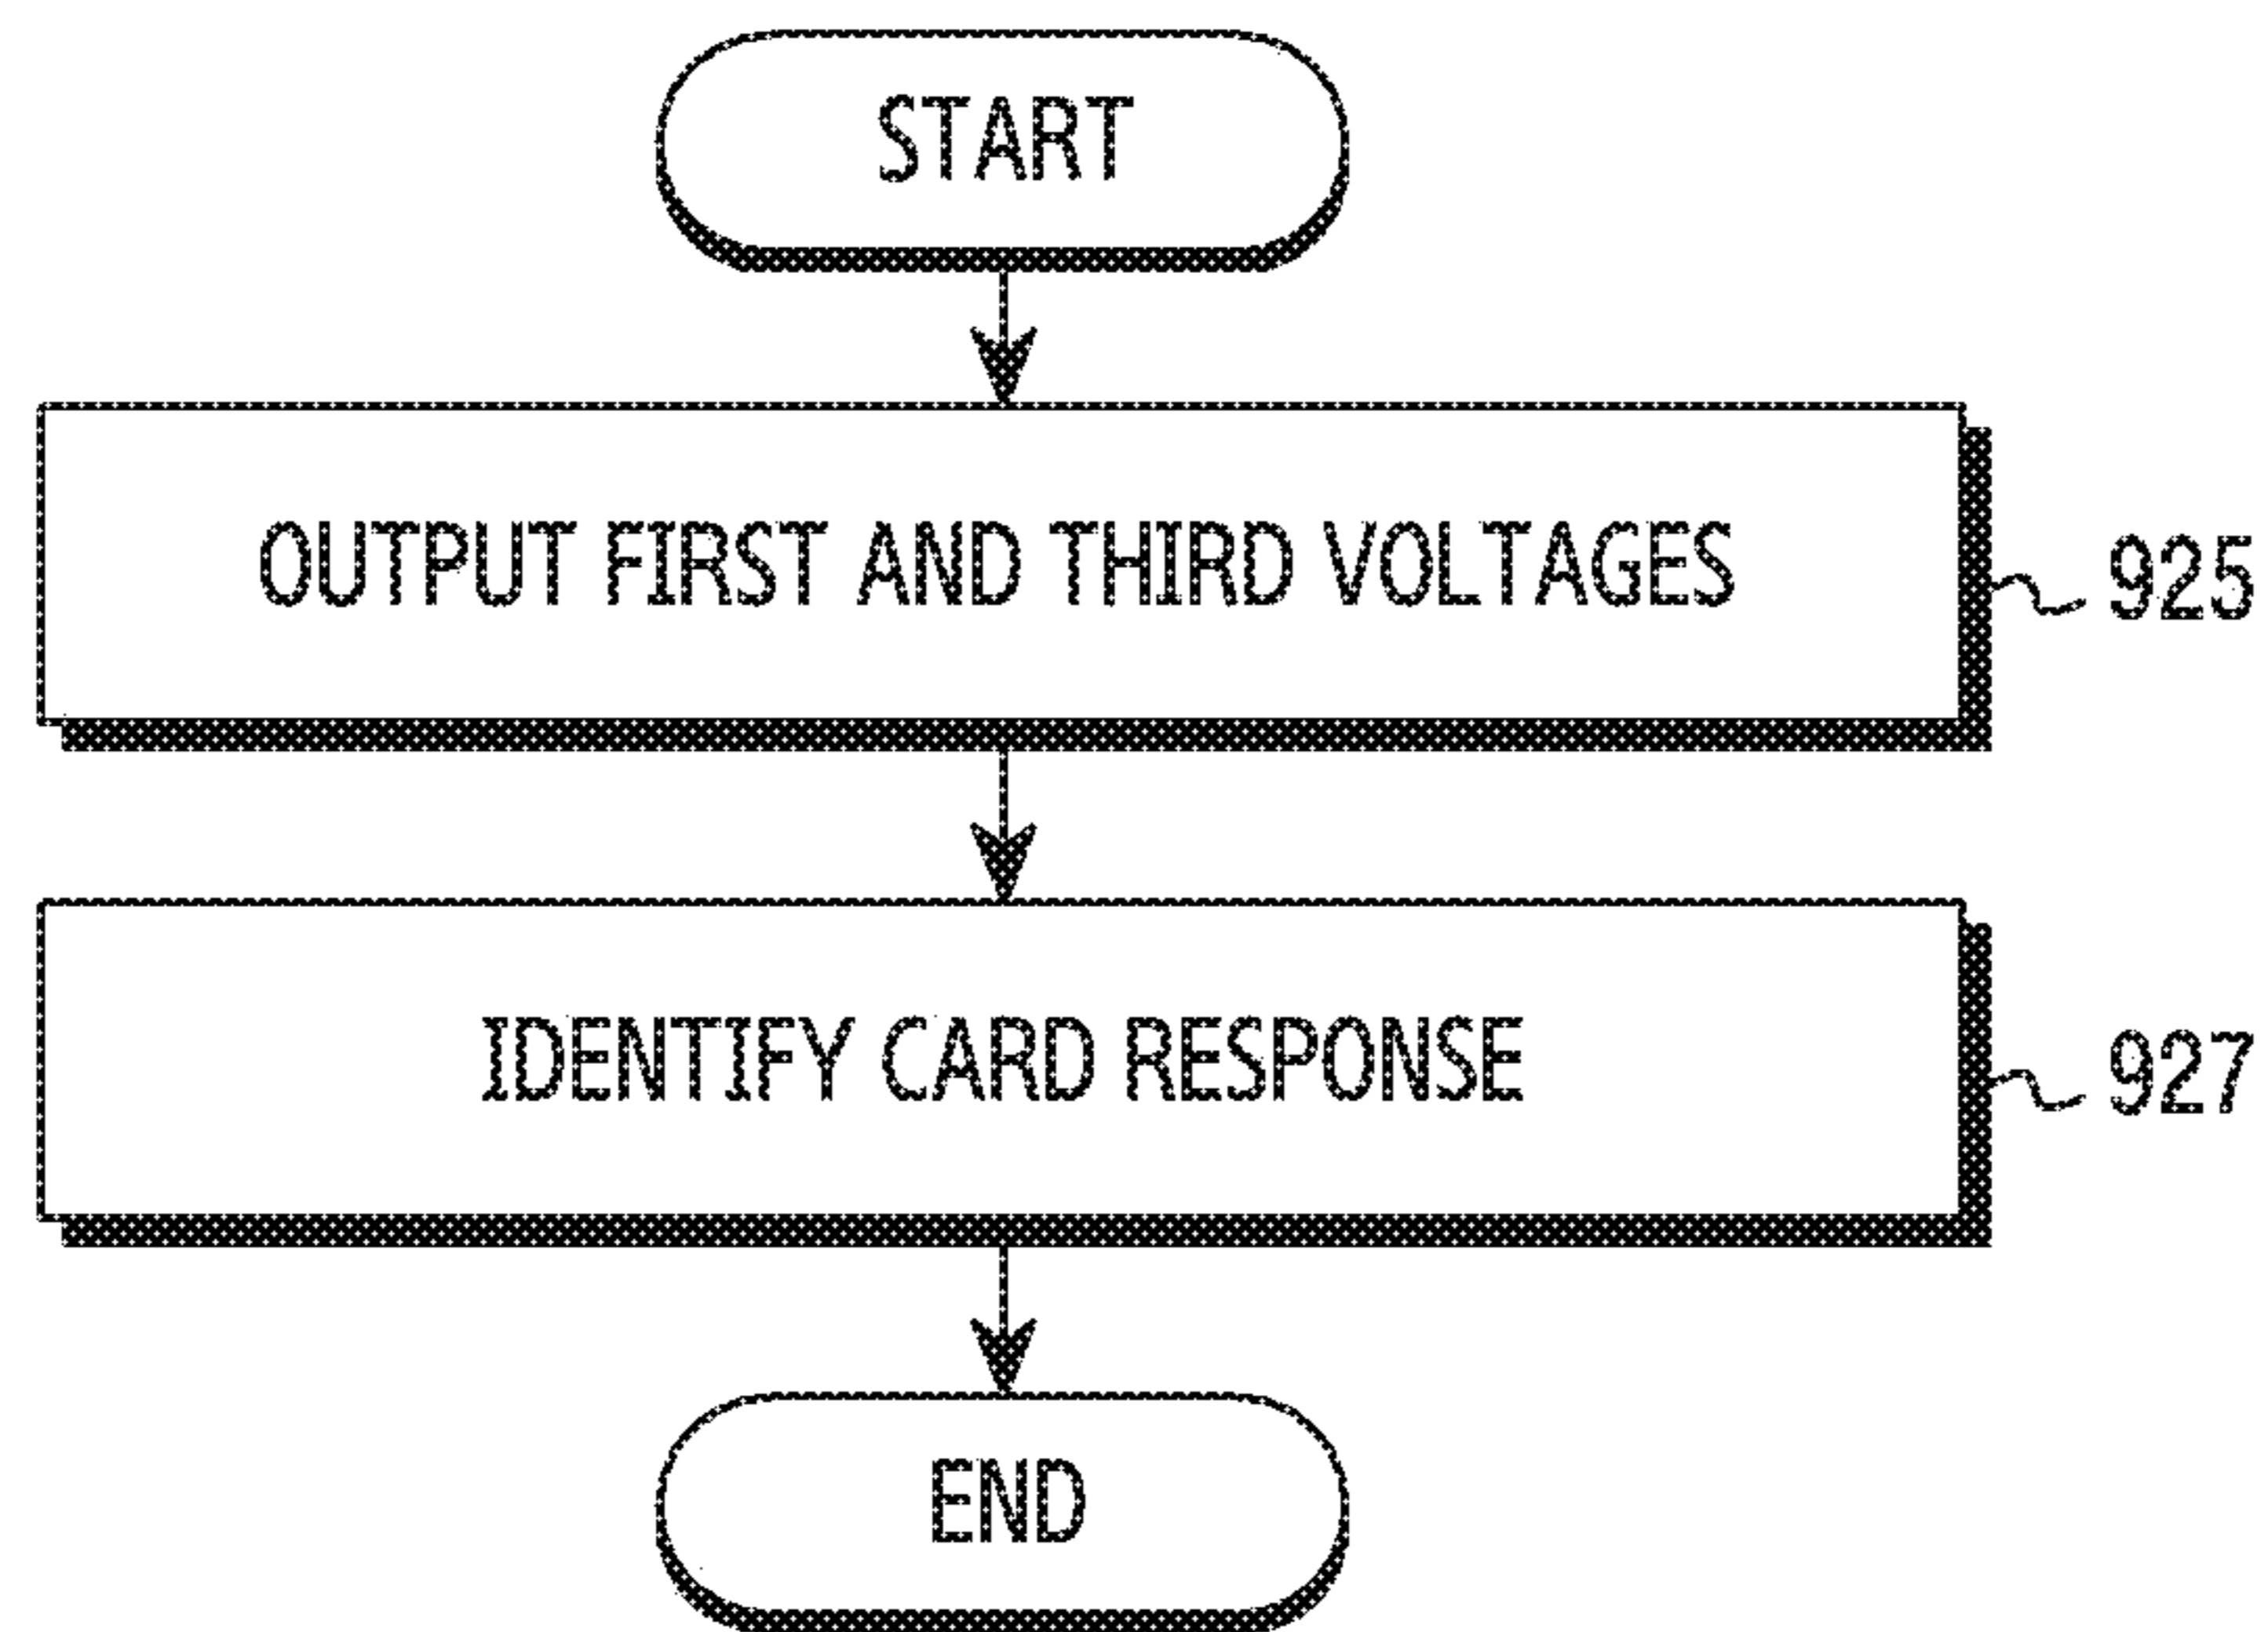 START
OUTPUT FIRST AND THIRD VOLTAGES
925
IDENTIFY CARD RESPONSE
927
END